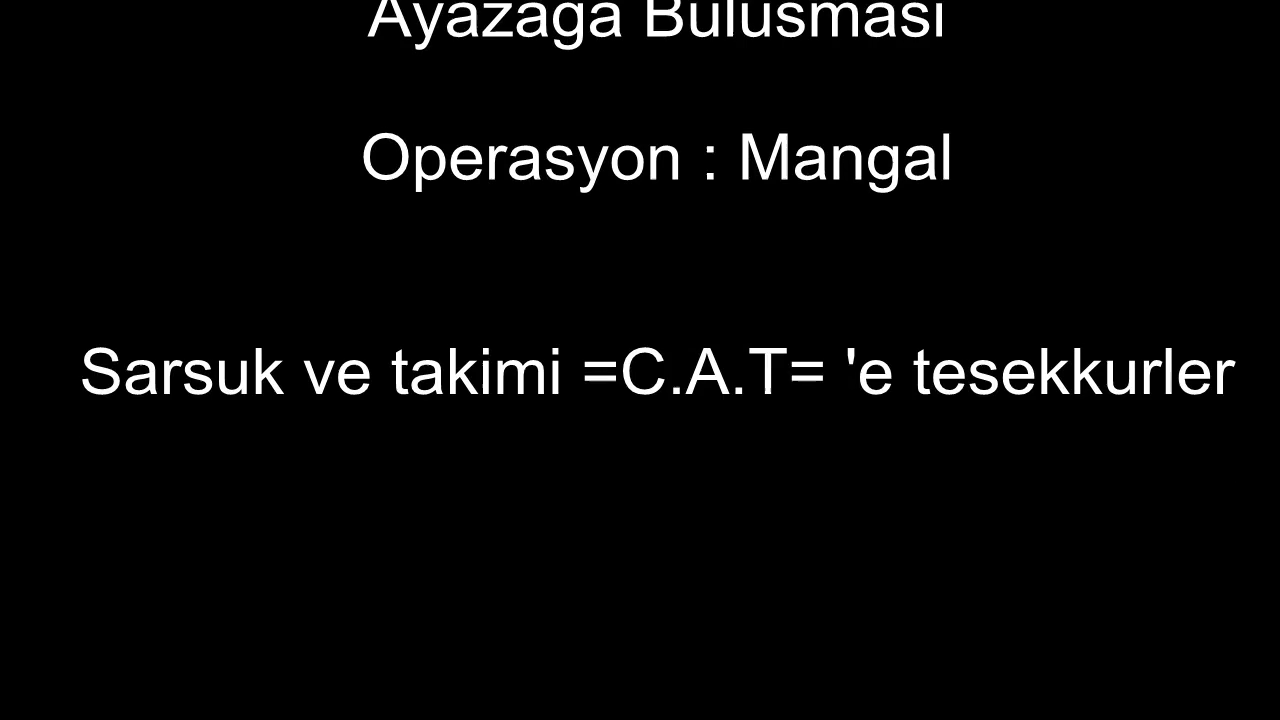 Ayazaga Bulusmasi
Operasyon : Mangal
Sarsuk ve takimi =C.A.T= 'e tesekkurler